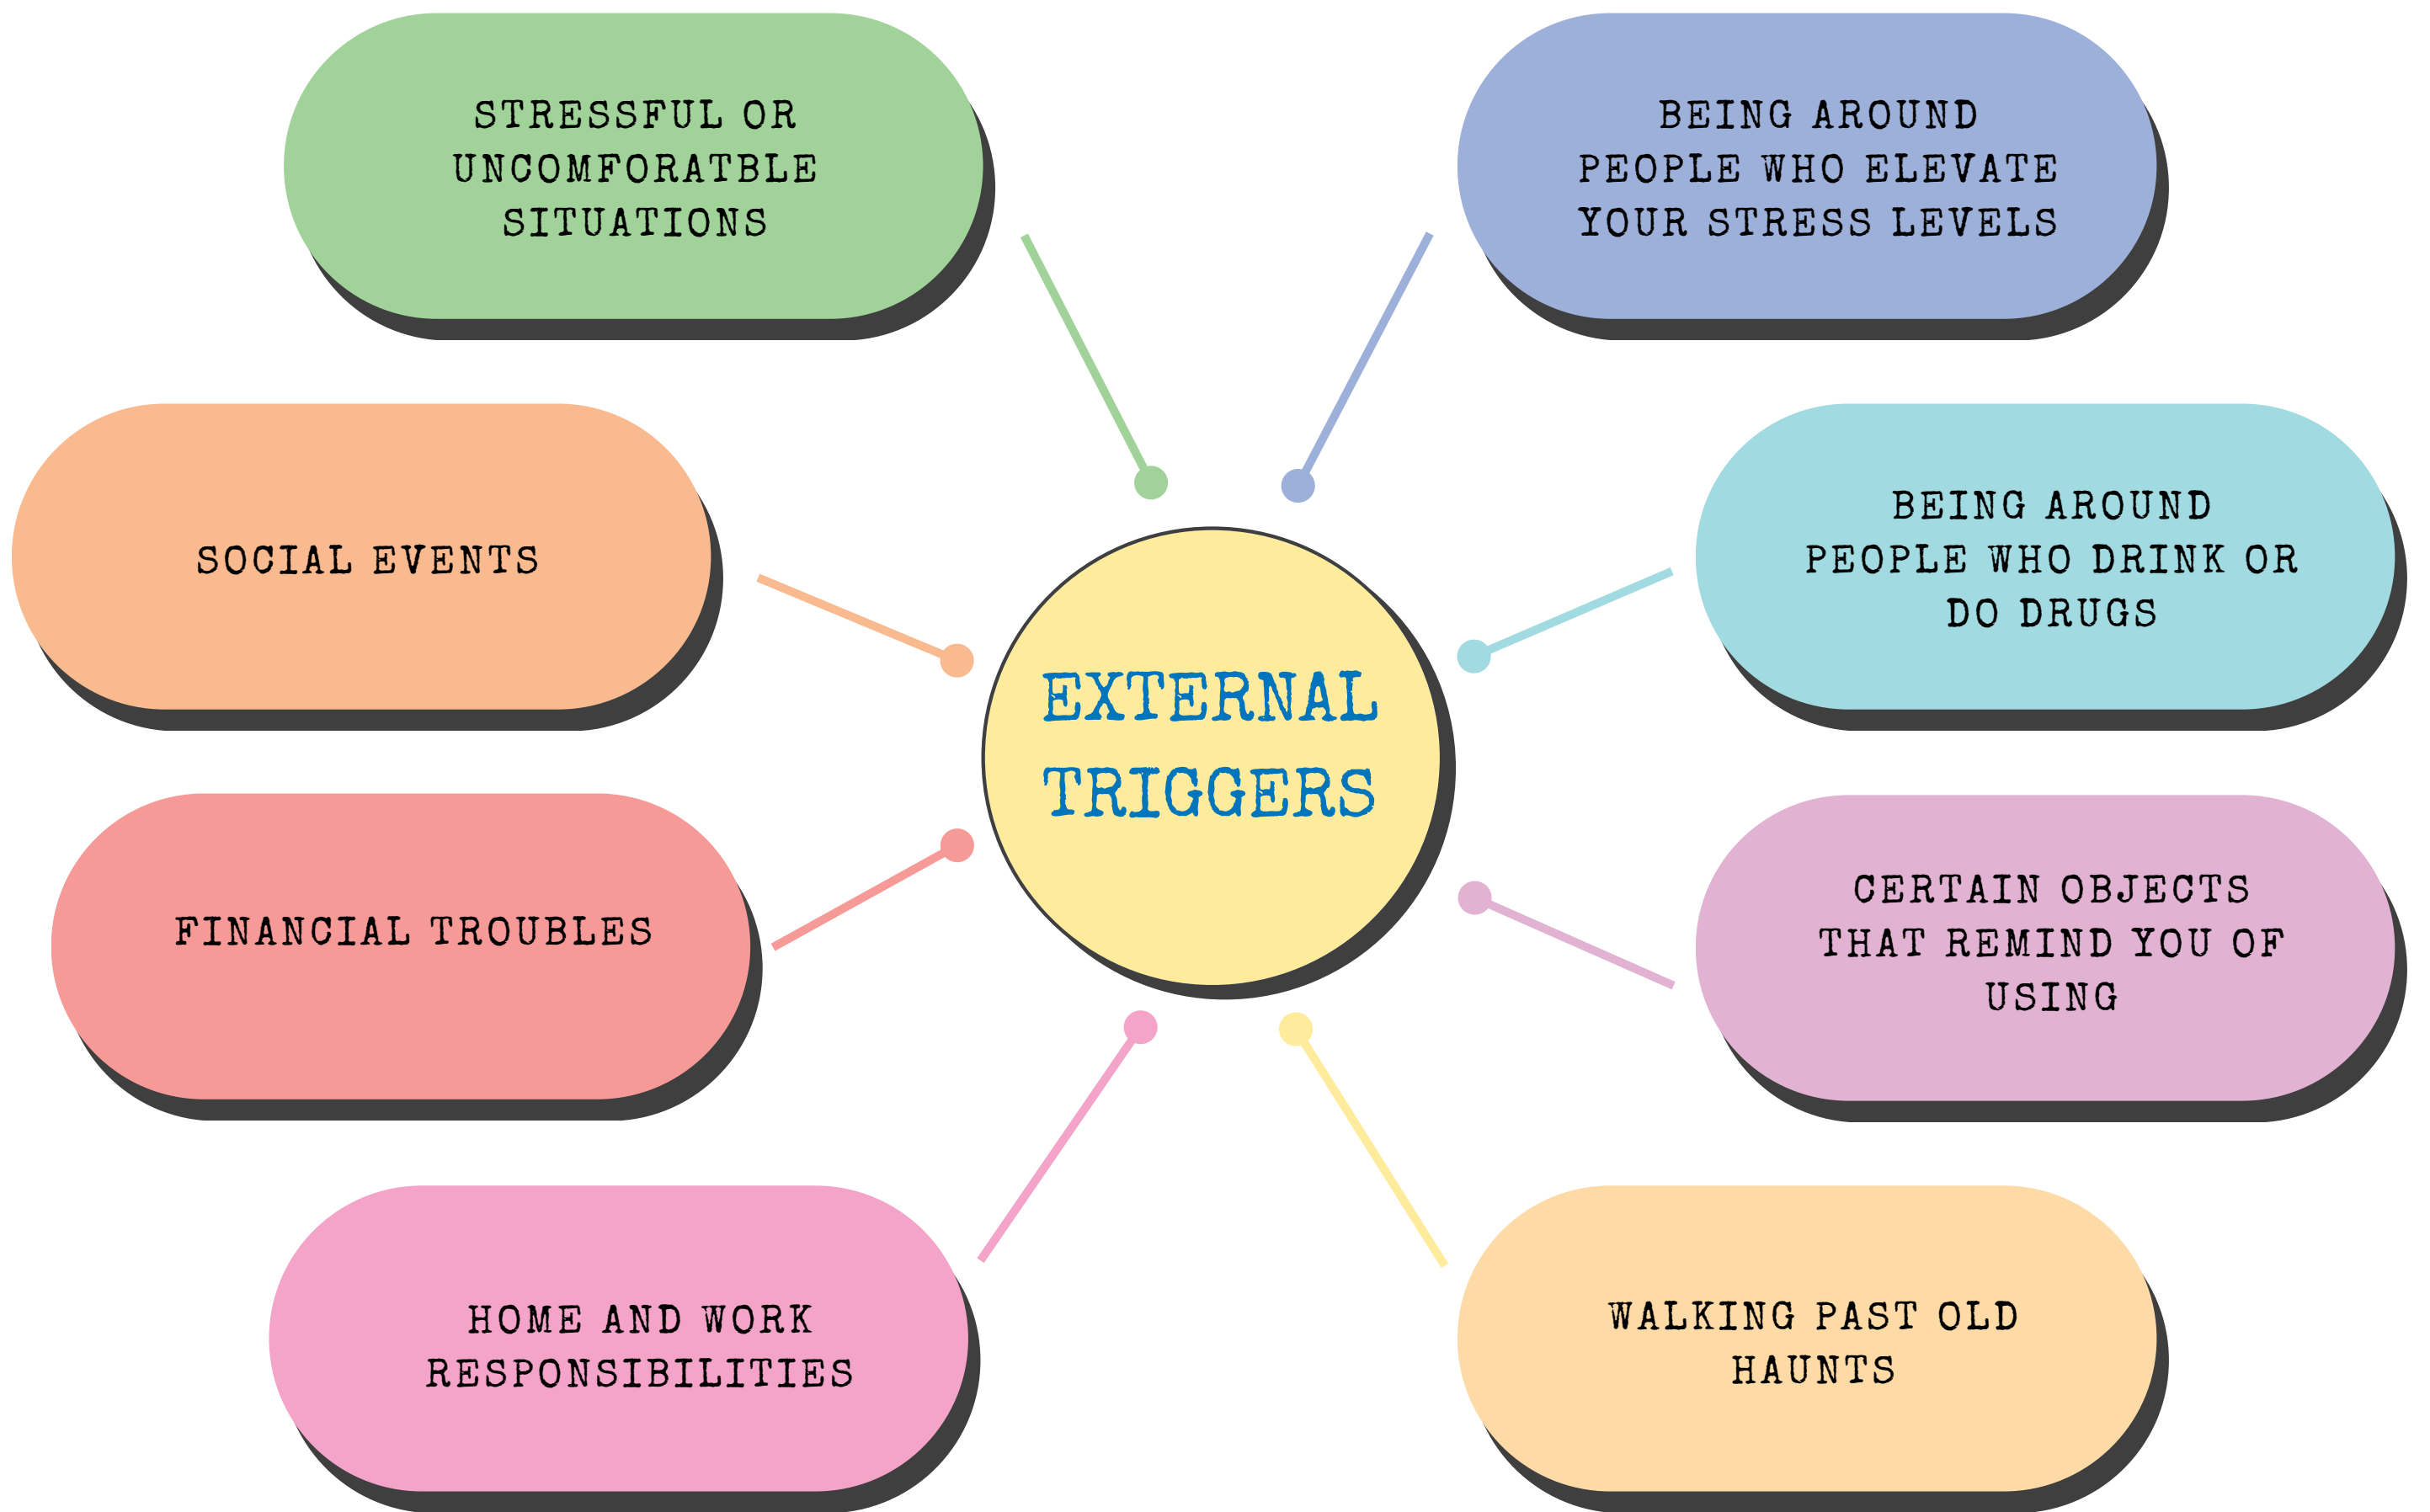 STRESSFUL OR
UNCOMFORATBLE
SITUATIONS
BEING AROUND
PEOPLE WHO ELEVATE
YOUR STRESS LEVELS
SOCIAL EVENTS
BEING AROUND
PEOPLE WHO DRINK OR
DO DRUGS
EXTERNAL
TRIGGERS
FINANCIAL TROUBLES
CERTAIN OBJECTS
THAT REMIND YOU OF
USING
HOME AND WORK
RESPONSIBILITIES
WALKING PAST OLD
HAUNTS